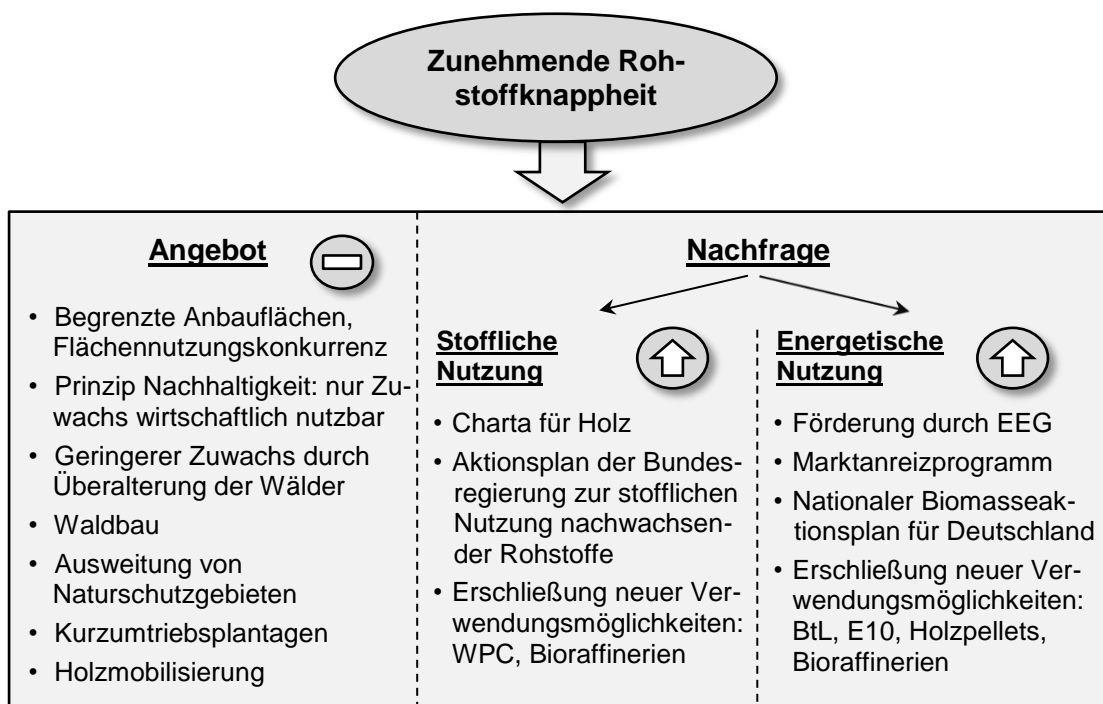 Zunehmende Roh-
stoffknappheit
Angebot
• Begrenzte Anbauflächen,
Flächennutzungskonkurrenz
• Prinzip Nachhaltigkeit: nur Zu-
wachs wirtschaftlich nutzbar
• Geringerer Zuwachs durch
Überalterung der Wälder
• Waldbau
• Ausweitung von
Naturschutzgebieten
• Kurzumtriebsplantagen
• Holzmobilisierung
Nachfrage
Stoffliche
Nutzung
• Charta für Holz
• Aktionsplan der Bundes-
regierung zur stofflichen
Nutzung nachwachsen-
der Rohstoffe
• Erschließung neuer Ver-
wendungsmöglichkeiten:
WPC, Bioraffinerien
Energetische
Nutzung
• Förderung durch EEG
• Marktanreizprogramm
• Nationaler Biomasseak-
tionsplan für Deutschland
• Erschließung neuer Ver-
wendungsmöglichkeiten:
BtL, E10, Holzpellets,
Bioraffinerien